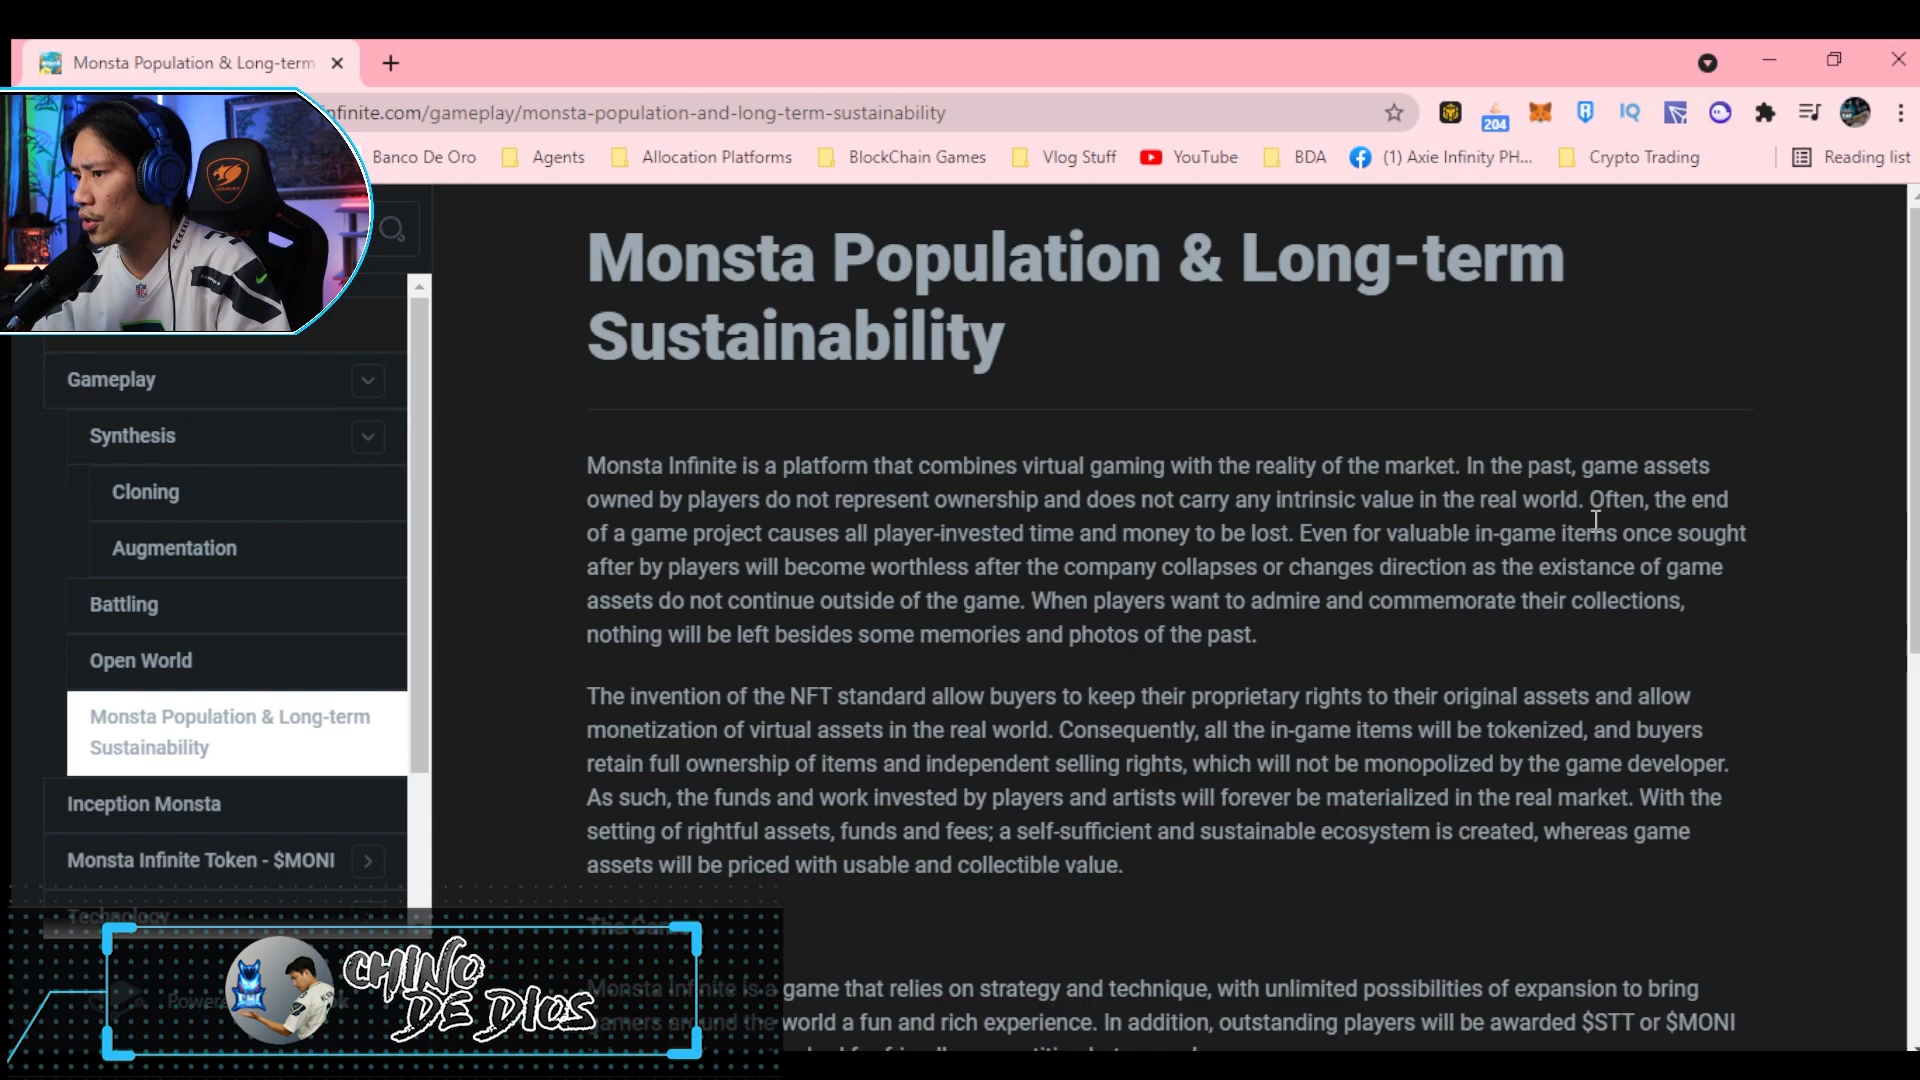 Monsta Population & Long-term
nfinite.com/gameplay/monsta-population-and-long-term-sustainability
204
IQ
Banco De Oro
Agents
Allocation Platforms
BlockChain Games
Vlog Stuff
YouTube
BDA
(1) Axie Infinity PH...
Crypto Trading
Reading list
COUGAR
Gameplay
Synthesis
Cloning
Augmentation
Battling
Open World
Monsta Population & Long-term
Sustainability
Inception Monsta
Monsta Infinite Token - $MONI
Technology
Monsta Population & Long-term
Sustainability
Monsta Infinite is a platform that combines virtual gaming with the reality of the market. In the past, game assets
owned by players do not represent ownership and does not carry any intrinsic value in the real world. Often, the end
of a game project causes all player-invested time and money to be lost. Even for valuable in-game items once sought
after by players will become worthless after the company collapses or changes direction as the existance of game
assets do not continue outside of the game. When players want to admire and commemorate their collections,
nothing will be left besides some memories and photos of the past.
The invention of the NFT standard allow buyers to keep their proprietary rights to their original assets and allow
monetization of virtual assets in the real world. Consequently, all the in-game items will be tokenized, and buyers
retain full ownership of items and independent selling rights, which will not be monopolized by the game developer.
As such, the funds and work invested by players and artists will forever be materialized in the real market. With the
setting of rightful assets, funds and fees; a self-sufficient and sustainable ecosystem is created, whereas game
assets will be priced with usable and collectible value.
The Game
Monsta Infinite is a game that relies on strategy and technique, with unlimited possibilities of expansion to bring
gamers around the world a fun and rich experience. In addition, outstanding players will be awarded $STT or $MONI
CHINO
DE DIOS